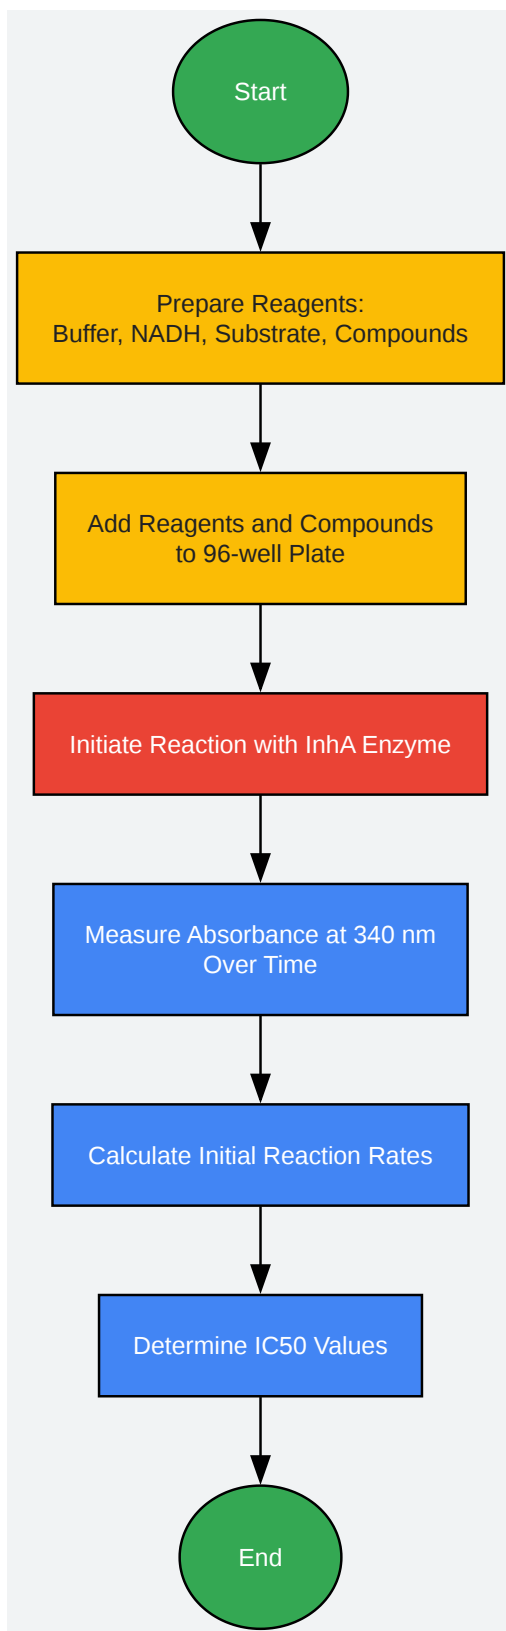 Start
Prepare Reagents:
Buffer, NADH, Substrate, Compounds
Add Reagents and Compounds
to 96-well Plate
Initiate Reaction with InhA Enzyme
Measure Absorbance at 340 nm
Over Time
Calculate Initial Reaction Rates
Determine IC50 Values
End